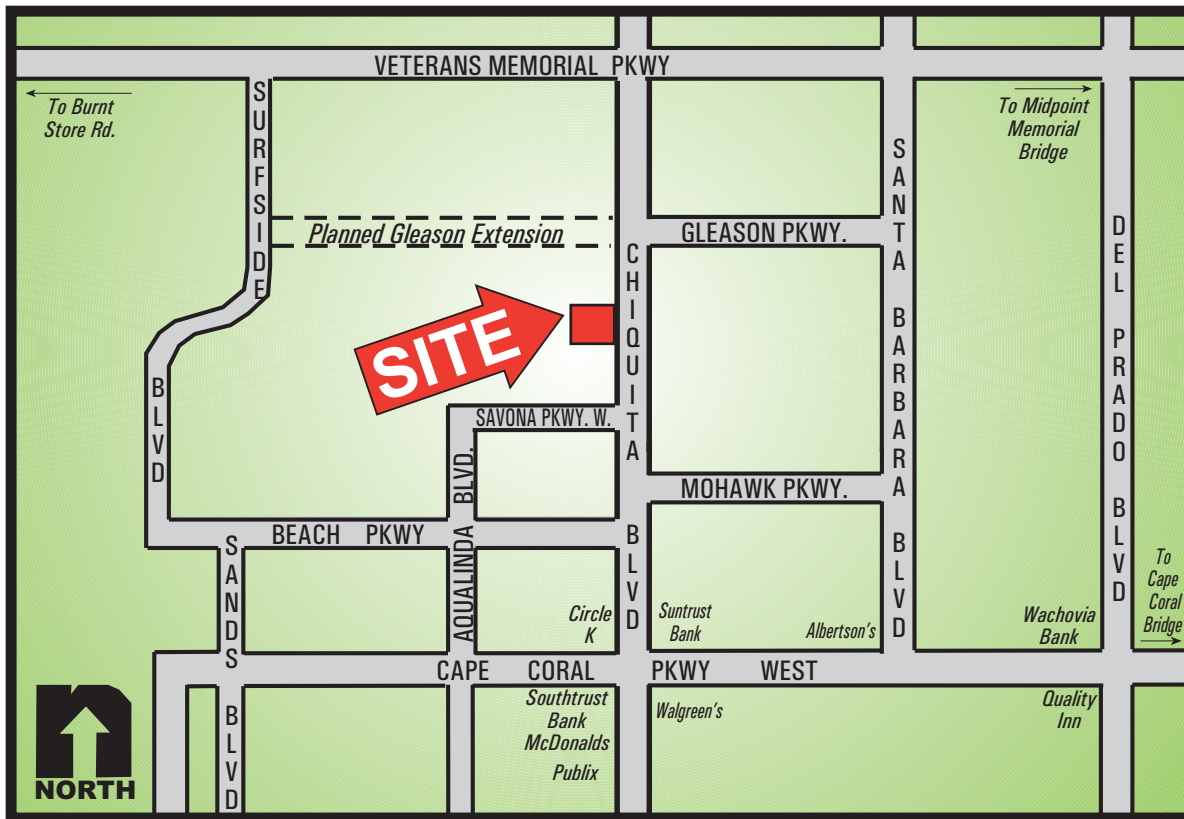 VETERANS MEMORIAL PKWY
To Burnt
Store Rd.
To Midpoint
Memorial
Bridge
SURFSIDE
BLVD
Planned Gleason Extension
GLEASON PKWY.
CHIQUITA
BLVD
SANTA BARBARA BLVD
DEL PRADO BLVD
SITE
SAVONA PKWY. W.
AQUALINDA BLVD.
MOHAWK PKWY.
BEACH PKWY
SANDS
BLVD
Circle
K
Suntrust
Bank
Albertson's
Wachovia
Bank
To
Cape
Coral
Bridge
CAPE CORAL PKWY WEST
Southtrust
Bank
McDonalds
Publix
Walgreen's
Quality
Inn
n
NORTH